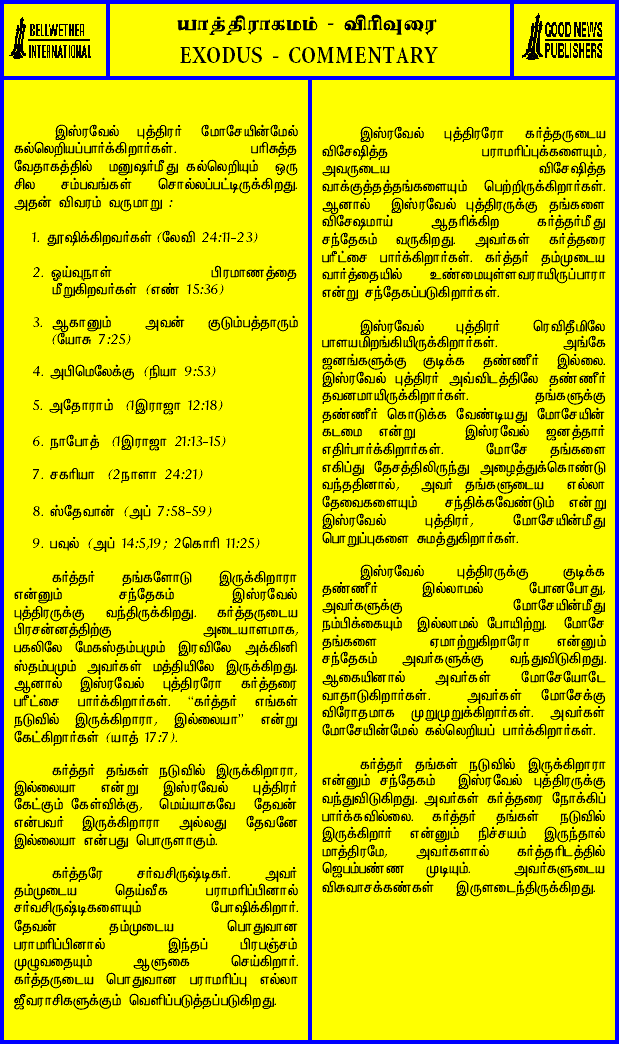 BELLWETHER
INTERNATIONAL
யாத்திராகமம் - விரிவுரை
EXODUS - COMMENTARY
GOOD NEWS
PUBLISHERS
இஸ்ரவேல் புத்திரர் மோசேயின்மேல்
கல்லெறியப்பார்க்கிறார்கள். பரிசுத்த
வேதாகத்தில் மனுஷர்மீது கல்லெறியும் ஒரு
சில சம்பவங்கள் சொல்லப்பட்டிருக்கிறது.
அதன் விவரம் வருமாறு :
1. தூஷிக்கிறவர்கள் (லேவி 24:11-23)
2. ஓய்வுநாள் பிரமாணத்தை
மீறுகிறவர்கள் (எண் 15:36)
3. ஆகானும் அவன் குடும்பத்தாரும்
(யோசு 7:25)
4. அபிமெலேக்கு (நியா 9:53)
5. அதோராம் (1இராஜா 12:18)
6. நாபோத் (1இராஜா 21:13-15)
7. சகரியா (2நாளா 24:21)
8. ஸ்தேவான் (அப் 7:58-59)
9. பவுல் (அப் 14:5,19 ; 2கொரி 11:25)
கர்த்தர் தங்களோடு இருக்கிறாரா
என்னும் சந்தேகம் இஸ்ரவேல்
புத்திரருக்கு வந்திருக்கிறது. கர்த்தருடைய
பிரசன்னத்திற்கு அடையாளமாக,
பகலிலே மேகஸ்தம்பமும் இரவிலே அக்கினி
ஸ்தம்பமும் அவர்கள் மத்தியிலே இருக்கிறது.
ஆனால் இஸ்ரவேல் புத்திரரோ கர்த்தரை
பரீட்சை பார்க்கிறார்கள். “கர்த்தர் எங்கள்
நடுவில் இருக்கிறாரா, இல்லையா” என்று
கேட்கிறார்கள் (யாத் 17:7).
கர்த்தர் தங்கள் நடுவில் இருக்கிறாரா,
இல்லையா என்று இஸ்ரவேல் புத்திரர்
கேட்கும் கேள்விக்கு, மெய்யாகவே தேவன்
என்பவர் இருக்கிறாரா அல்லது தேவனே
இல்லையா என்பது பொருளாகும்.
கர்த்தரே சர்வசிருஷ்டிகர். அவர்
தம்முடைய தெய்வீக பராமரிப்பினால்
சர்வசிருஷ்டிகளையும் போஷிக்கிறார்.
தேவன் தம்முடைய பொதுவான
பராமரிப்பினால் இந்தப் பிரபஞ்சம்
முழுவதையும் ஆளுகை செய்கிறார்.
கர்த்தருடைய பொதுவான பராமரிப்பு எல்லா
ஜீவராசிகளுக்கும் வெளிப்படுத்தப்படுகிறது.
இஸ்ரவேல் புத்திரரோ கர்த்தருடைய
விசேஷித்த பராமரிப்புக்களையும்,
அவருடைய விசேஷித்த
வாக்குத்தத்தங்களையும் பெற்றிருக்கிறார்கள்.
ஆனால் இஸ்ரவேல் புத்திரருக்கு தங்களை
விசேஷமாய் ஆதரிக்கிற கர்த்தர்மீது
சந்தேகம் வருகிறது. அவர்கள் கர்த்தரை
பரீட்சை பார்க்கிறார்கள். கர்த்தர் தம்முடைய
வார்த்தையில் உண்மையுள்ளவராயிருப்பாரா
என்று சந்தேகப்படுகிறார்கள்.
இஸ்ரவேல் புத்திரர் ரெவிதீமிலே
பாளயமிறங்கியிருக்கிறார்கள். அங்கே
ஜனங்களுக்கு குடிக்க தண்ணீர் இல்லை.
இஸ்ரவேல் புத்திரர் அவ்விடத்திலே தண்ணீர்
தவனமாயிருக்கிறார்கள். தங்களுக்கு
தண்ணீர் கொடுக்க வேண்டியது மோசேயின்
கடமை என்று இஸ்ரவேல் ஜனத்தார்
எதிர்பார்க்கிறார்கள். மோசே தங்களை
எகிப்து தேசத்திலிருந்து அழைத்துக்கொண்டு
வந்ததினால், அவர் தங்களுடைய எல்லா
தேவைகளையும் சந்திக்கவேண்டும் என்று
இஸ்ரவேல் புத்திரர், மோசேயின்மீது
பொறுப்புகளை சுமத்துகிறார்கள்.
இஸ்ரவேல் புத்திரருக்கு குடிக்க
தண்ணீர் இல்லாமல் போனபோது,
அவர்களுக்கு மோசேயின்மீது
நம்பிக்கையும் இல்லாமல் போயிற்று. மோசே
தங்களை ஏமாற்றுகிறாரோ என்னும்
சந்தேகம் அவர்களுக்கு வந்துவிடுகிறது.
ஆகையினால் அவர்கள் மோசேயோடே
வாதாடுகிறார்கள். அவர்கள் மோசேக்கு
விரோதமாக முறுமுறுக்கிறார்கள். அவர்கள்
மோசேயின்மேல் கல்லெறியப் பார்க்கிறார்கள்.
கர்த்தர் தங்கள் நடுவில் இருக்கிறாரா
என்னும் சந்தேகம் இஸ்ரவேல் புத்திரருக்கு
வந்துவிடுகிறது. அவர்கள் கர்த்தரை நோக்கிப்
பார்க்கவில்லை. கர்த்தர் தங்கள் நடுவில்
இருக்கிறார் என்னும் நிச்சயம் இருந்தால்
மாத்திரமே, அவர்களால் கர்த்தரிடத்தில்
ஜெபம்பண்ண முடியும். அவர்களுடைய
விசுவாசக்கண்கள் இருளடைந்திருக்கிறது.